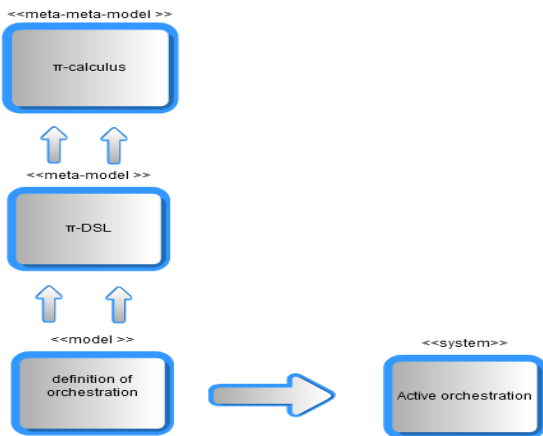 <<meta-meta-model >>
π-calculus
<<meta-model >>
π-DSL
<<model >>
definition of
orchestration
<<system>>
Active orchestration